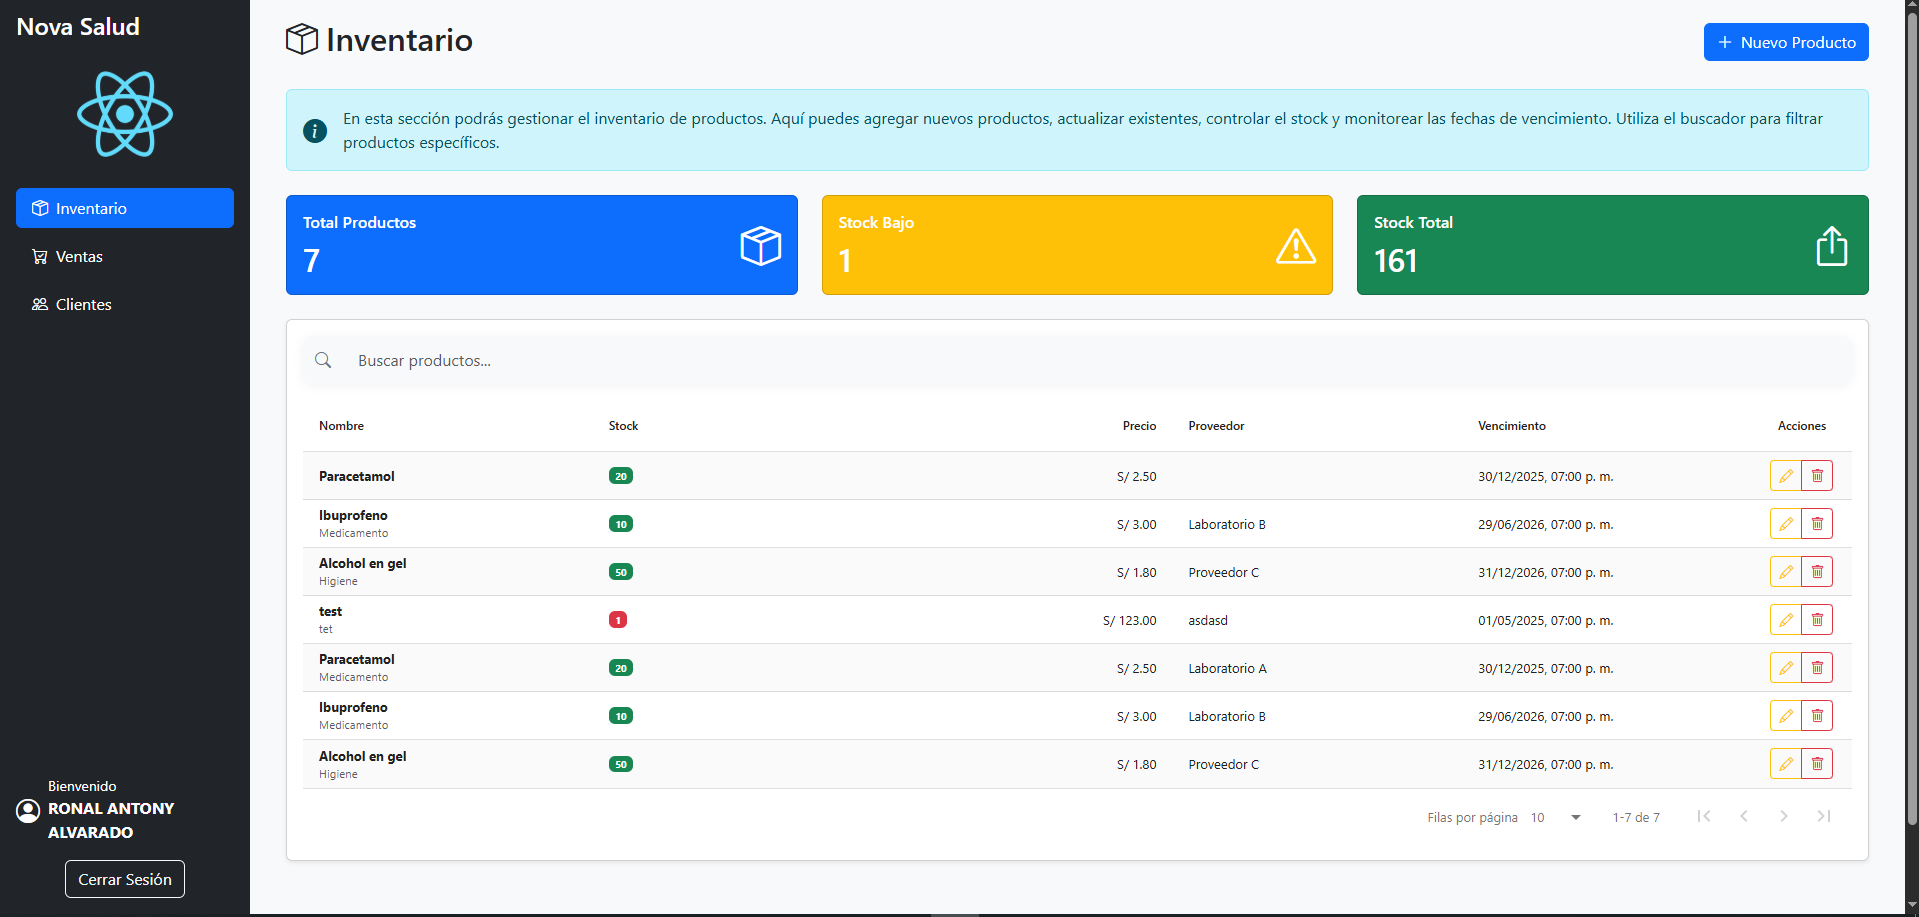 Nova Salud
Inventario
Ventas
Clientes
Bienvenido
RONAL ANTONY
ALVARADO
Cerrar Sesión
Inventario
Nuevo Producto
En esta sección podrás gestionar el inventario de productos. Aquí puedes agregar nuevos productos, actualizar existentes, controlar el stock y monitorear las fechas de vencimiento. Utiliza el buscador para filtrar
productos específicos.
Total Productos
7
Stock Bajo
1
Stock Total
161
Buscar productos...
Nombre Stock Precio Proveedor Vencimiento Acciones
Paracetamol 20 S/ 2.50 30/12/2025, 07:00 p. m.
Ibuprofeno
Medicamento
10 S/ 3.00 Laboratorio B 29/06/2026, 07:00 p. m.
Alcohol en gel
Higiene
50 S/ 1.80 Proveedor C 31/12/2026, 07:00 p. m.
test
tet
1 S/ 123.00 asdasd 01/05/2025, 07:00 p. m.
Paracetamol
Medicamento
20 S/ 2.50 Laboratorio A 30/12/2025, 07:00 p. m.
Ibuprofeno
Medicamento
10 S/ 3.00 Laboratorio B 29/06/2026, 07:00 p. m.
Alcohol en gel
Higiene
50 S/ 1.80 Proveedor C 31/12/2026, 07:00 p. m.
Filas por página 10 1-7 de 7